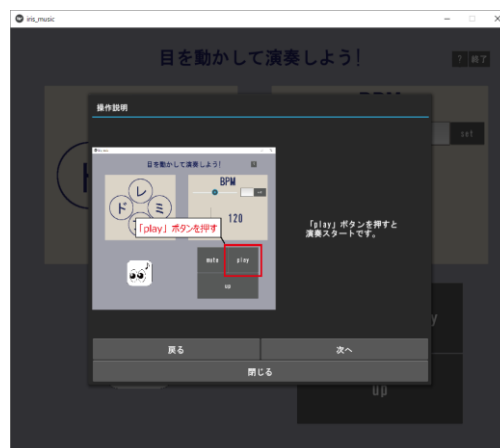 iris_music
目を動かして演奏しよう!
? 終了
BPM
set
操作説明
目を動かして演奏しよう!
BPM
レ
ド
ミ
120
「play」ボタンを押す
mute
play
up
「play」ボタンを押すと
演奏スタートです。
戻る
次へ
閉じる
up